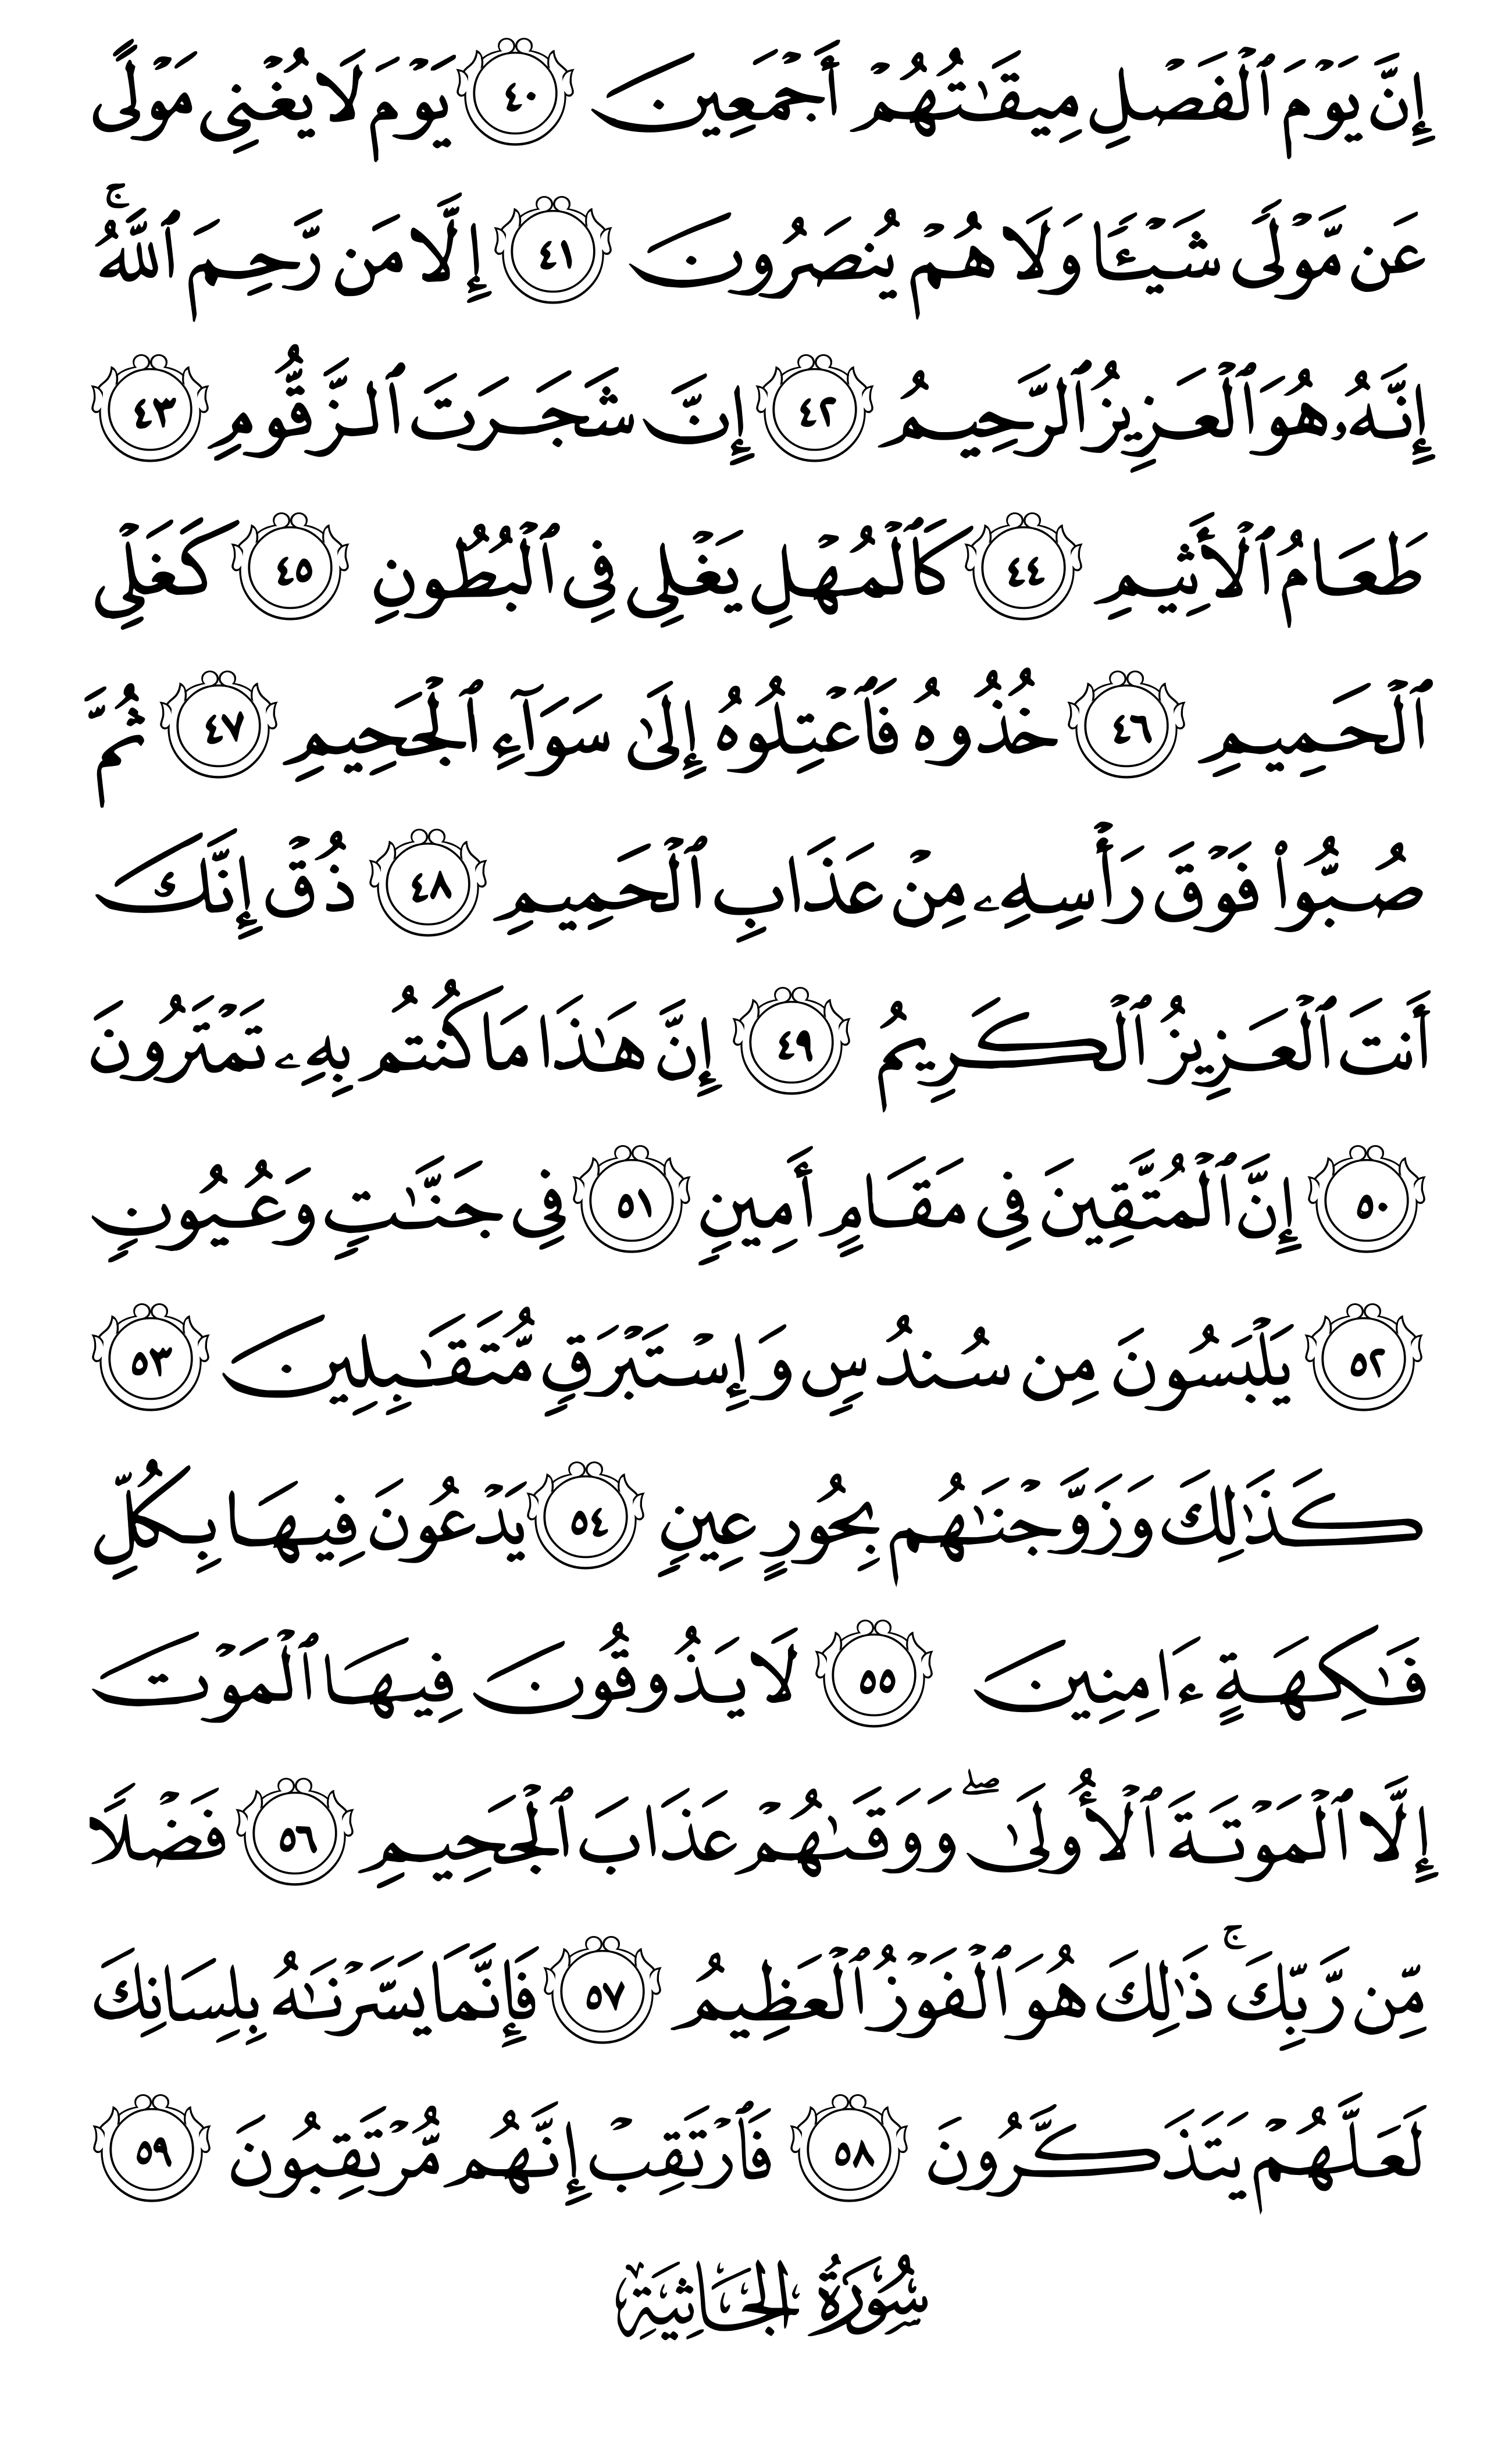 إِنَّ يَوْمَ ٱلْفَصْلِ مِيقَـٰتُهُمْ أَجْمَعِينَ ٤٠ يَوْمَ لَا يُغْنِى مَوْلًى
عَن مَّوْلًى شَيْـًٔا وَلَا هُمْ يُنصَرُونَ ٤١ إِلَّا مَن رَّحِمَ ٱللَّهُ ۚ
إِنَّهُۥ هُوَ ٱلْعَزِيزُ ٱلرَّحِيمُ ٤٢ إِنَّ شَجَرَتَ ٱلزَّقُّومِ ٤٣
طَعَامُ ٱلْأَثِيمِ ٤٤ كَٱلْمُهْلِ يَغْلِى فِى ٱلْبُطُونِ ٤٥ كَغَلْىِ
ٱلْحَمِيمِ ٤٦ خُذُوهُ فَٱعْتِلُوهُ إِلَىٰ سَوَآءِ ٱلْجَحِيمِ ٤٧ ثُمَّ
صُبُّوا۟ فَوْقَ رَأْسِهِۦ مِنْ عَذَابِ ٱلْحَمِيمِ ٤٨ ذُقْ إِنَّكَ
أَنتَ ٱلْعَزِيزُ ٱلْكَرِيمُ ٤٩ إِنَّ هَـٰذَا مَا كُنتُم بِهِۦ تَمْتَرُونَ
٥٠ إِنَّ ٱلْمُتَّقِينَ فِى مَقَامٍ أَمِينٍ ٥١ فِى جَنَّـٰتٍ وَعُيُونٍ
٥٢ يَلْبَسُونَ مِن سُندُسٍ وَإِسْتَبْرَقٍ مُّتَقَـٰبِلِينَ ٥٣
كَذَٰلِكَ وَزَوَّجْنَـٰهُم بِحُورٍ عِينٍ ٥٤ يَدْعُونَ فِيهَا بِكُلِّ
فَـٰكِهَةٍ ءَامِنِينَ ٥٥ لَا يَذُوقُونَ فِيهَا ٱلْمَوْتَ
إِلَّا ٱلْمَوْتَةَ ٱلْأُولَىٰ ۖ وَوَقَىٰهُمْ عَذَابَ ٱلْجَحِيمِ ٥٦ فَضْلًا
مِّن رَّبِّكَ ۚ ذَٰلِكَ هُوَ ٱلْفَوْزُ ٱلْعَظِيمُ ٥٧ فَإِنَّمَا يَسَّرْنَـٰهُ بِلِسَانِكَ
لَعَلَّهُمْ يَتَذَكَّرُونَ ٥٨ فَٱرْتَقِبْ إِنَّهُم مُّرْتَقِبُونَ ٥٩
سُورَةُ الجَاثِيَةِ